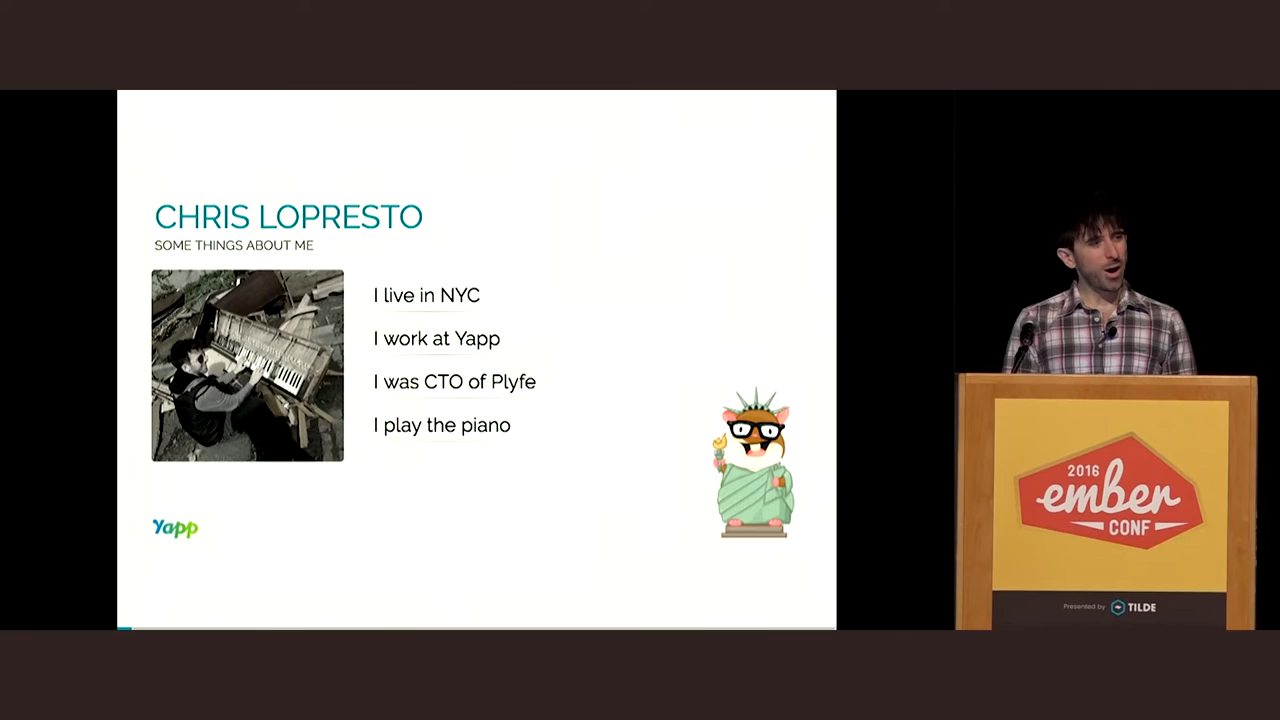 CHRIS LOPRESTO
SOME THINGS ABOUT ME
I live in NYC
I work at Yapp
I was CTO of Plyfe
I play the piano
Yapp
2016
ember
CONF
Presented by TILDE